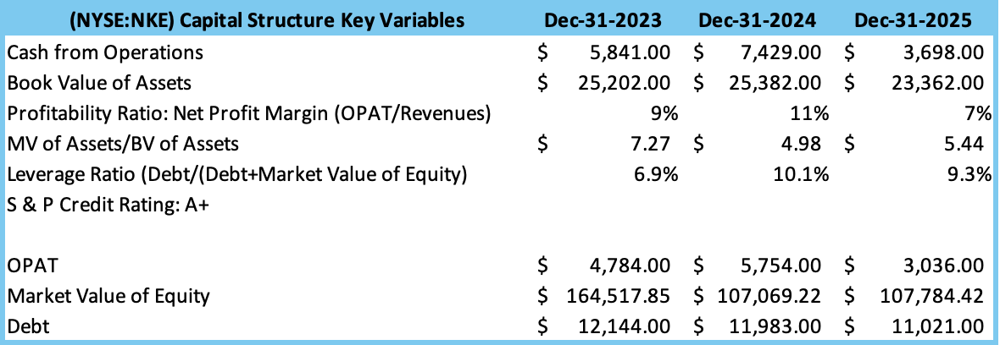 (NYSE:NKE) Capital Structure Key Variables Dec-31-2023 Dec-31-2024 Dec-31-2025
Cash from Operations $ 5,841.00 $ 7,429.00 $ 3,698.00
Book Value of Assets $ 25,202.00 $ 25,382.00 $ 23,362.00
Profitability Ratio: Net Profit Margin (OPAT/Revenues) 9% 11% 7%
MV of Assets/BV of Assets $ 7.27 $ 4.98 $ 5.44
Leverage Ratio (Debt/(Debt+Market Value of Equity) 6.9% 10.1% 9.3%
S & P Credit Rating: A+
OPAT $ 4,784.00 $ 5,754.00 $ 3,036.00
Market Value of Equity $ 164,517.85 $ 107,069.22 $ 107,784.42
Debt $ 12,144.00 $ 11,983.00 $ 11,021.00